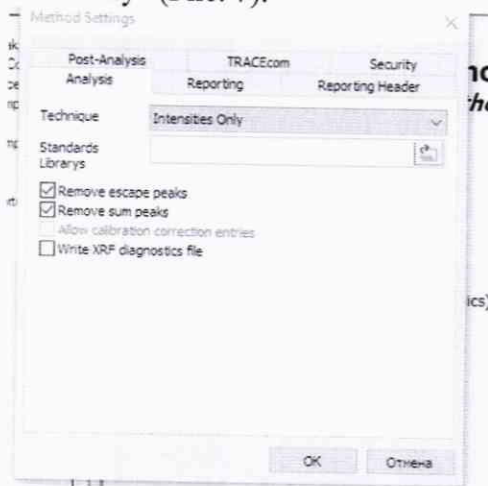 Method Settings
Post-Analysis TRACEcom Security
Analysis Reporting Reporting Header
Technique Intensities Only
Standards
Librarys
Remove escape peaks
Remove sum peaks
Allow calibration correction entries
Write XRF diagnostics file
ics)
OK Отмена